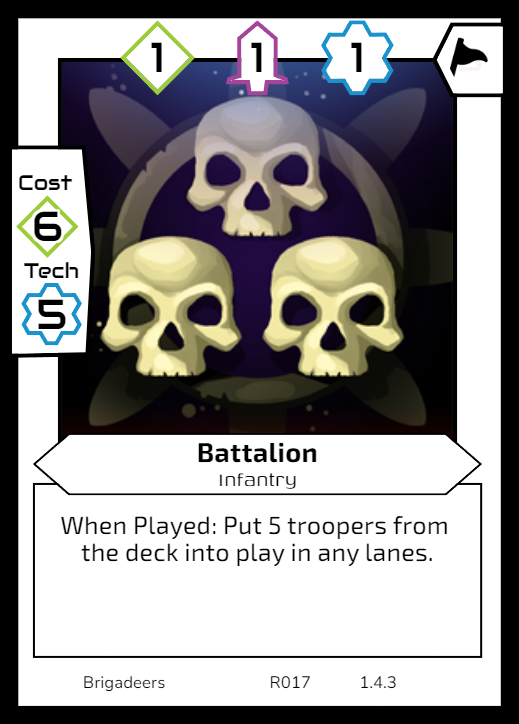 1 1 1
Cost
6
Tech
5
Battalion
Infantry
When Played: Put 5 troopers from
the deck into play in any lanes.
Brigadeers R017 1.4.3